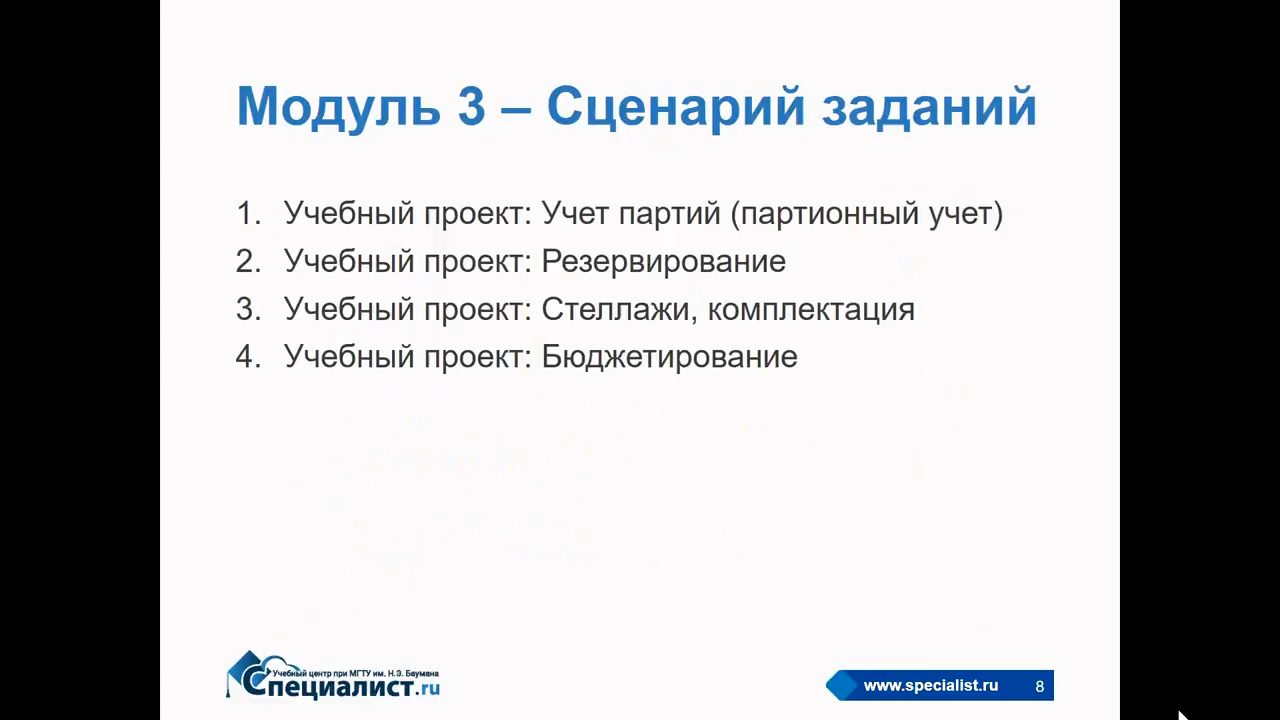 Модуль 3 – Сценарий заданий
1. Учебный проект: Учет партий (партионный учет)
2. Учебный проект: Резервирование
3. Учебный проект: Стеллажи, комплектация
4. Учебный проект: Бюджетирование
Учебный центр при МГТУ им. Н.Э. Баумана
Специалист.ru
www.specialist.ru 8